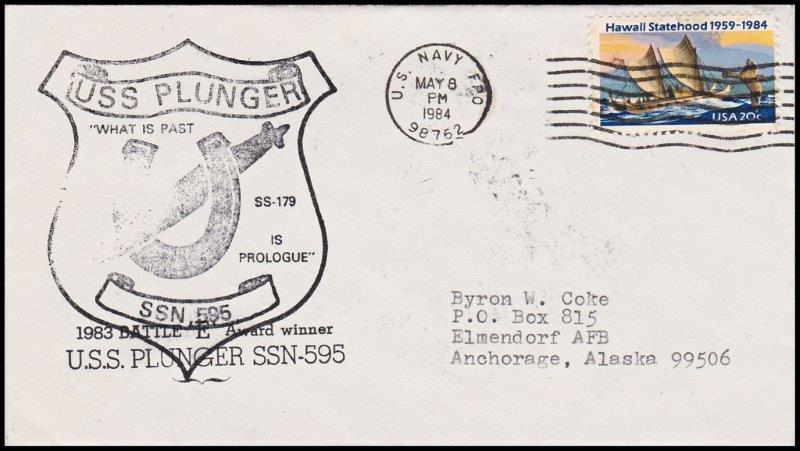 USS PLUNGER
"WHAT IS PAST
SS-179
IS
PROLOGUE"
SSN 595
1983 BATTLE "E" Award winner
U.S.S. PLUNGER SSN-595
U.S. NAVY FPO
MAY 8
PM
1984
98762
Hawaii Statehood 1959-1984
USA 20c
Byron W. Coke
P.O. Box 815
Elmendorf AFB
Anchorage, Alaska 99506